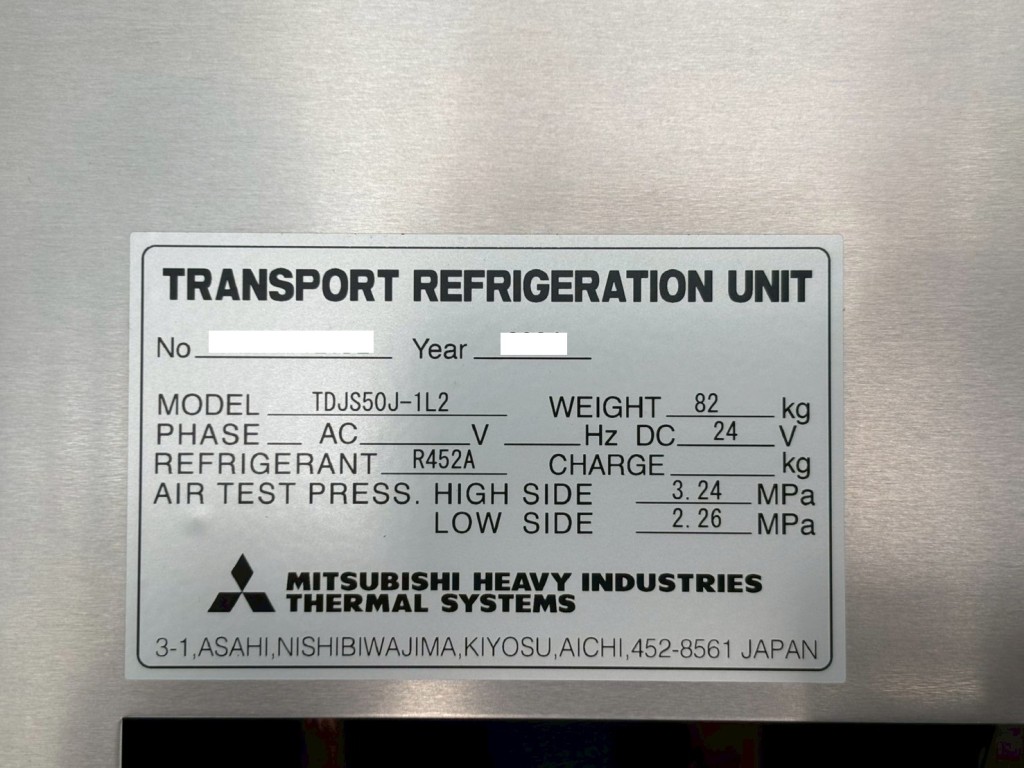 TRANSPORT REFRIGERATION UNIT
No Year
MODEL TDJS50J-1L2 WEIGHT 82 kg
PHASE AC V Hz DC 24 V
REFRIGERANT R452A CHARGE kg
AIR TEST PRESS. HIGH SIDE 3.24 MPa
LOW SIDE 2.26 MPa
MITSUBISHI HEAVY INDUSTRIES
THERMAL SYSTEMS
3-1,ASAHI,NISHIBIWAJIMA,KIYOSU,AICHI,452-8561 JAPAN